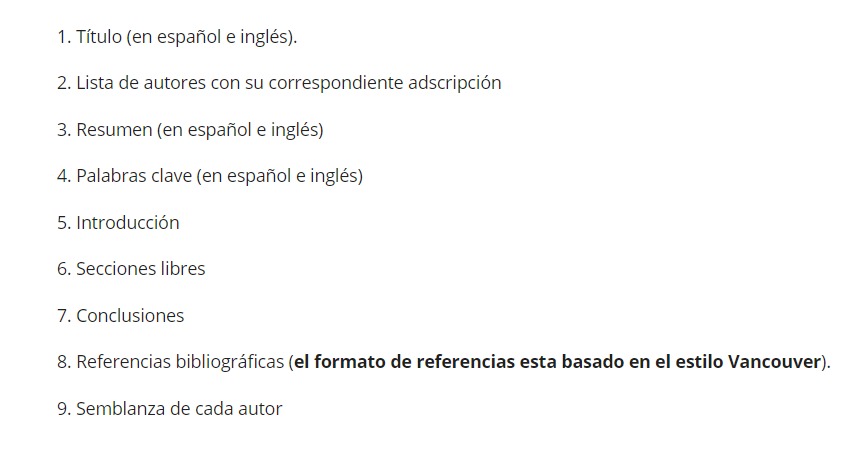 1. Título (en español e inglés).
2. Lista de autores con su correspondiente adscripción
3. Resumen (en español e inglés)
4. Palabras clave (en español e inglés)
5. Introducción
6. Secciones libres
7. Conclusiones
8. Referencias bibliográficas (el formato de referencias esta basado en el estilo Vancouver).
9. Semblanza de cada autor